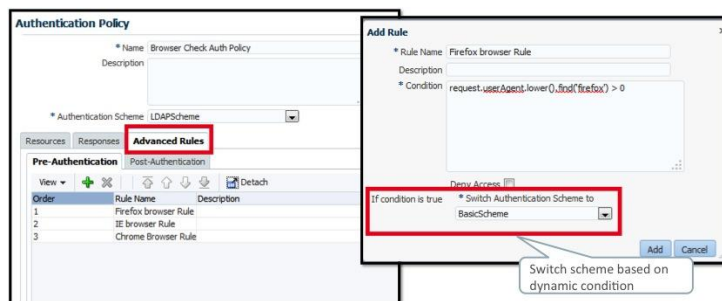 Authentication Policy
* Name Browser Check Auth Policy
Description
* Authentication Scheme LDAPScheme
Resources Responses Advanced Rules
Pre-Authentication Post-Authentication
View Detach
Order Rule Name Description
1 Firefox browser Rule
2 IE browser Rule
3 Chrome Browser Rule
Add Rule
* Rule Name Firefox browser Rule
Description
* Condition request.userAgent.lower().find('firefox') > 0
Deny Access
If condition is true * Switch Authentication Scheme to
BasicScheme
Add Cancel
Switch scheme based on
dynamic condition